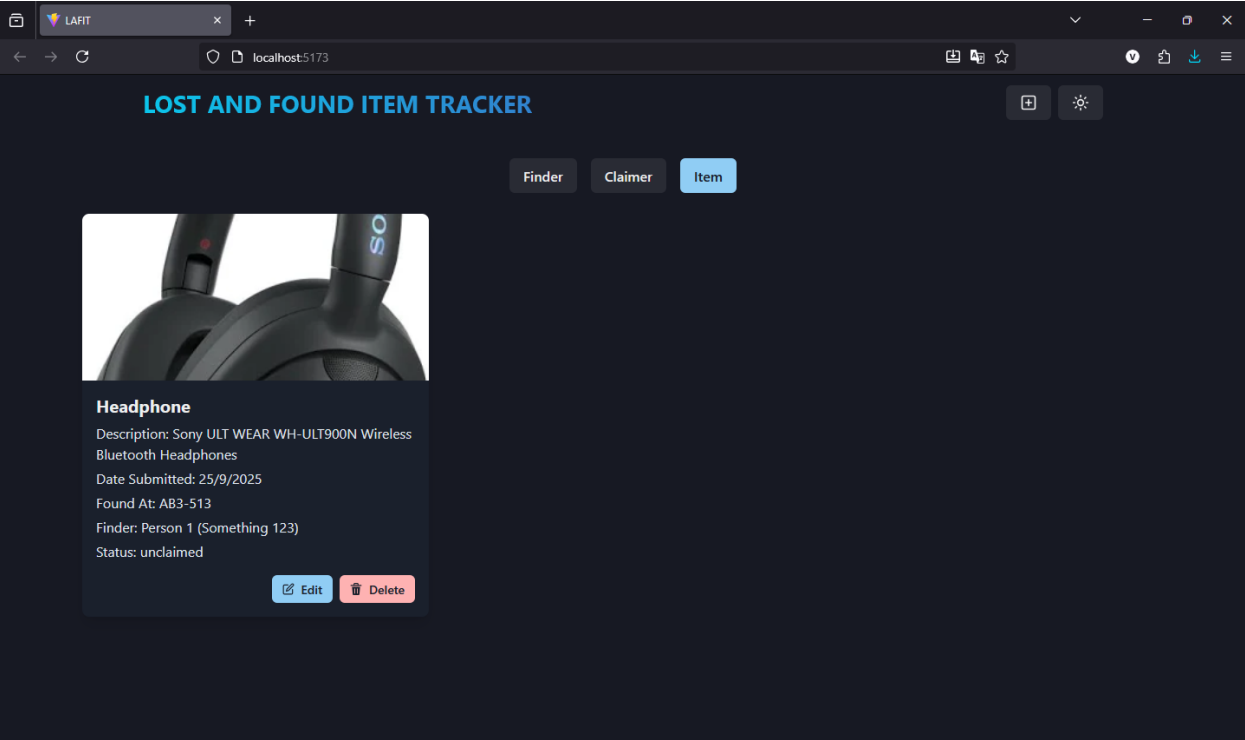 LAFIT
localhost:5173
LOST AND FOUND ITEM TRACKER
Finder
Claimer
Item
SO
Headphone
Description: Sony ULT WEAR WH-ULT900N Wireless
Bluetooth Headphones
Date Submitted: 25/9/2025
Found At: AB3-513
Finder: Person 1 (Something 123)
Status: unclaimed
Edit
Delete